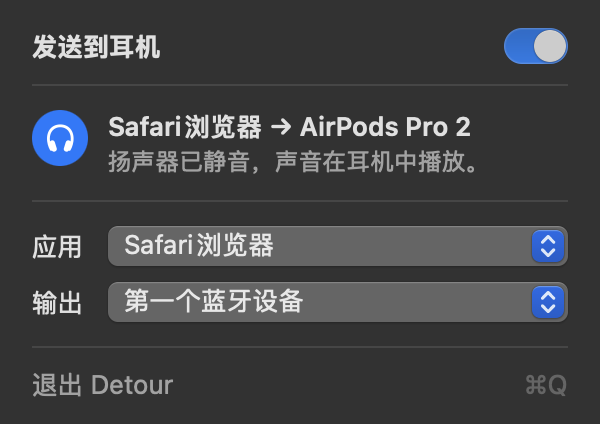 发送到耳机
Safari浏览器 → AirPods Pro 2
扬声器已静音，声音在耳机中播放。
应用 Safari浏览器
输出 第一个蓝牙设备
退出 Detour ⌘Q